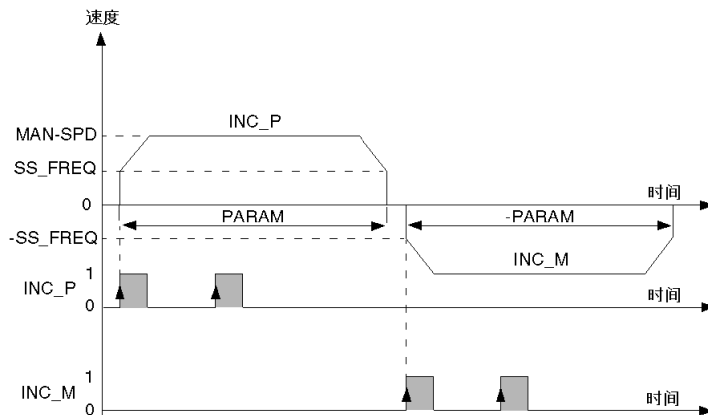 速度
INC_P
MAN-SPD
SS_FREQ
时间
0
PARAM
-PARAM
-SS_FREQ
INC_M
1
INC_P
0
时间
1
INC_M
时间
0